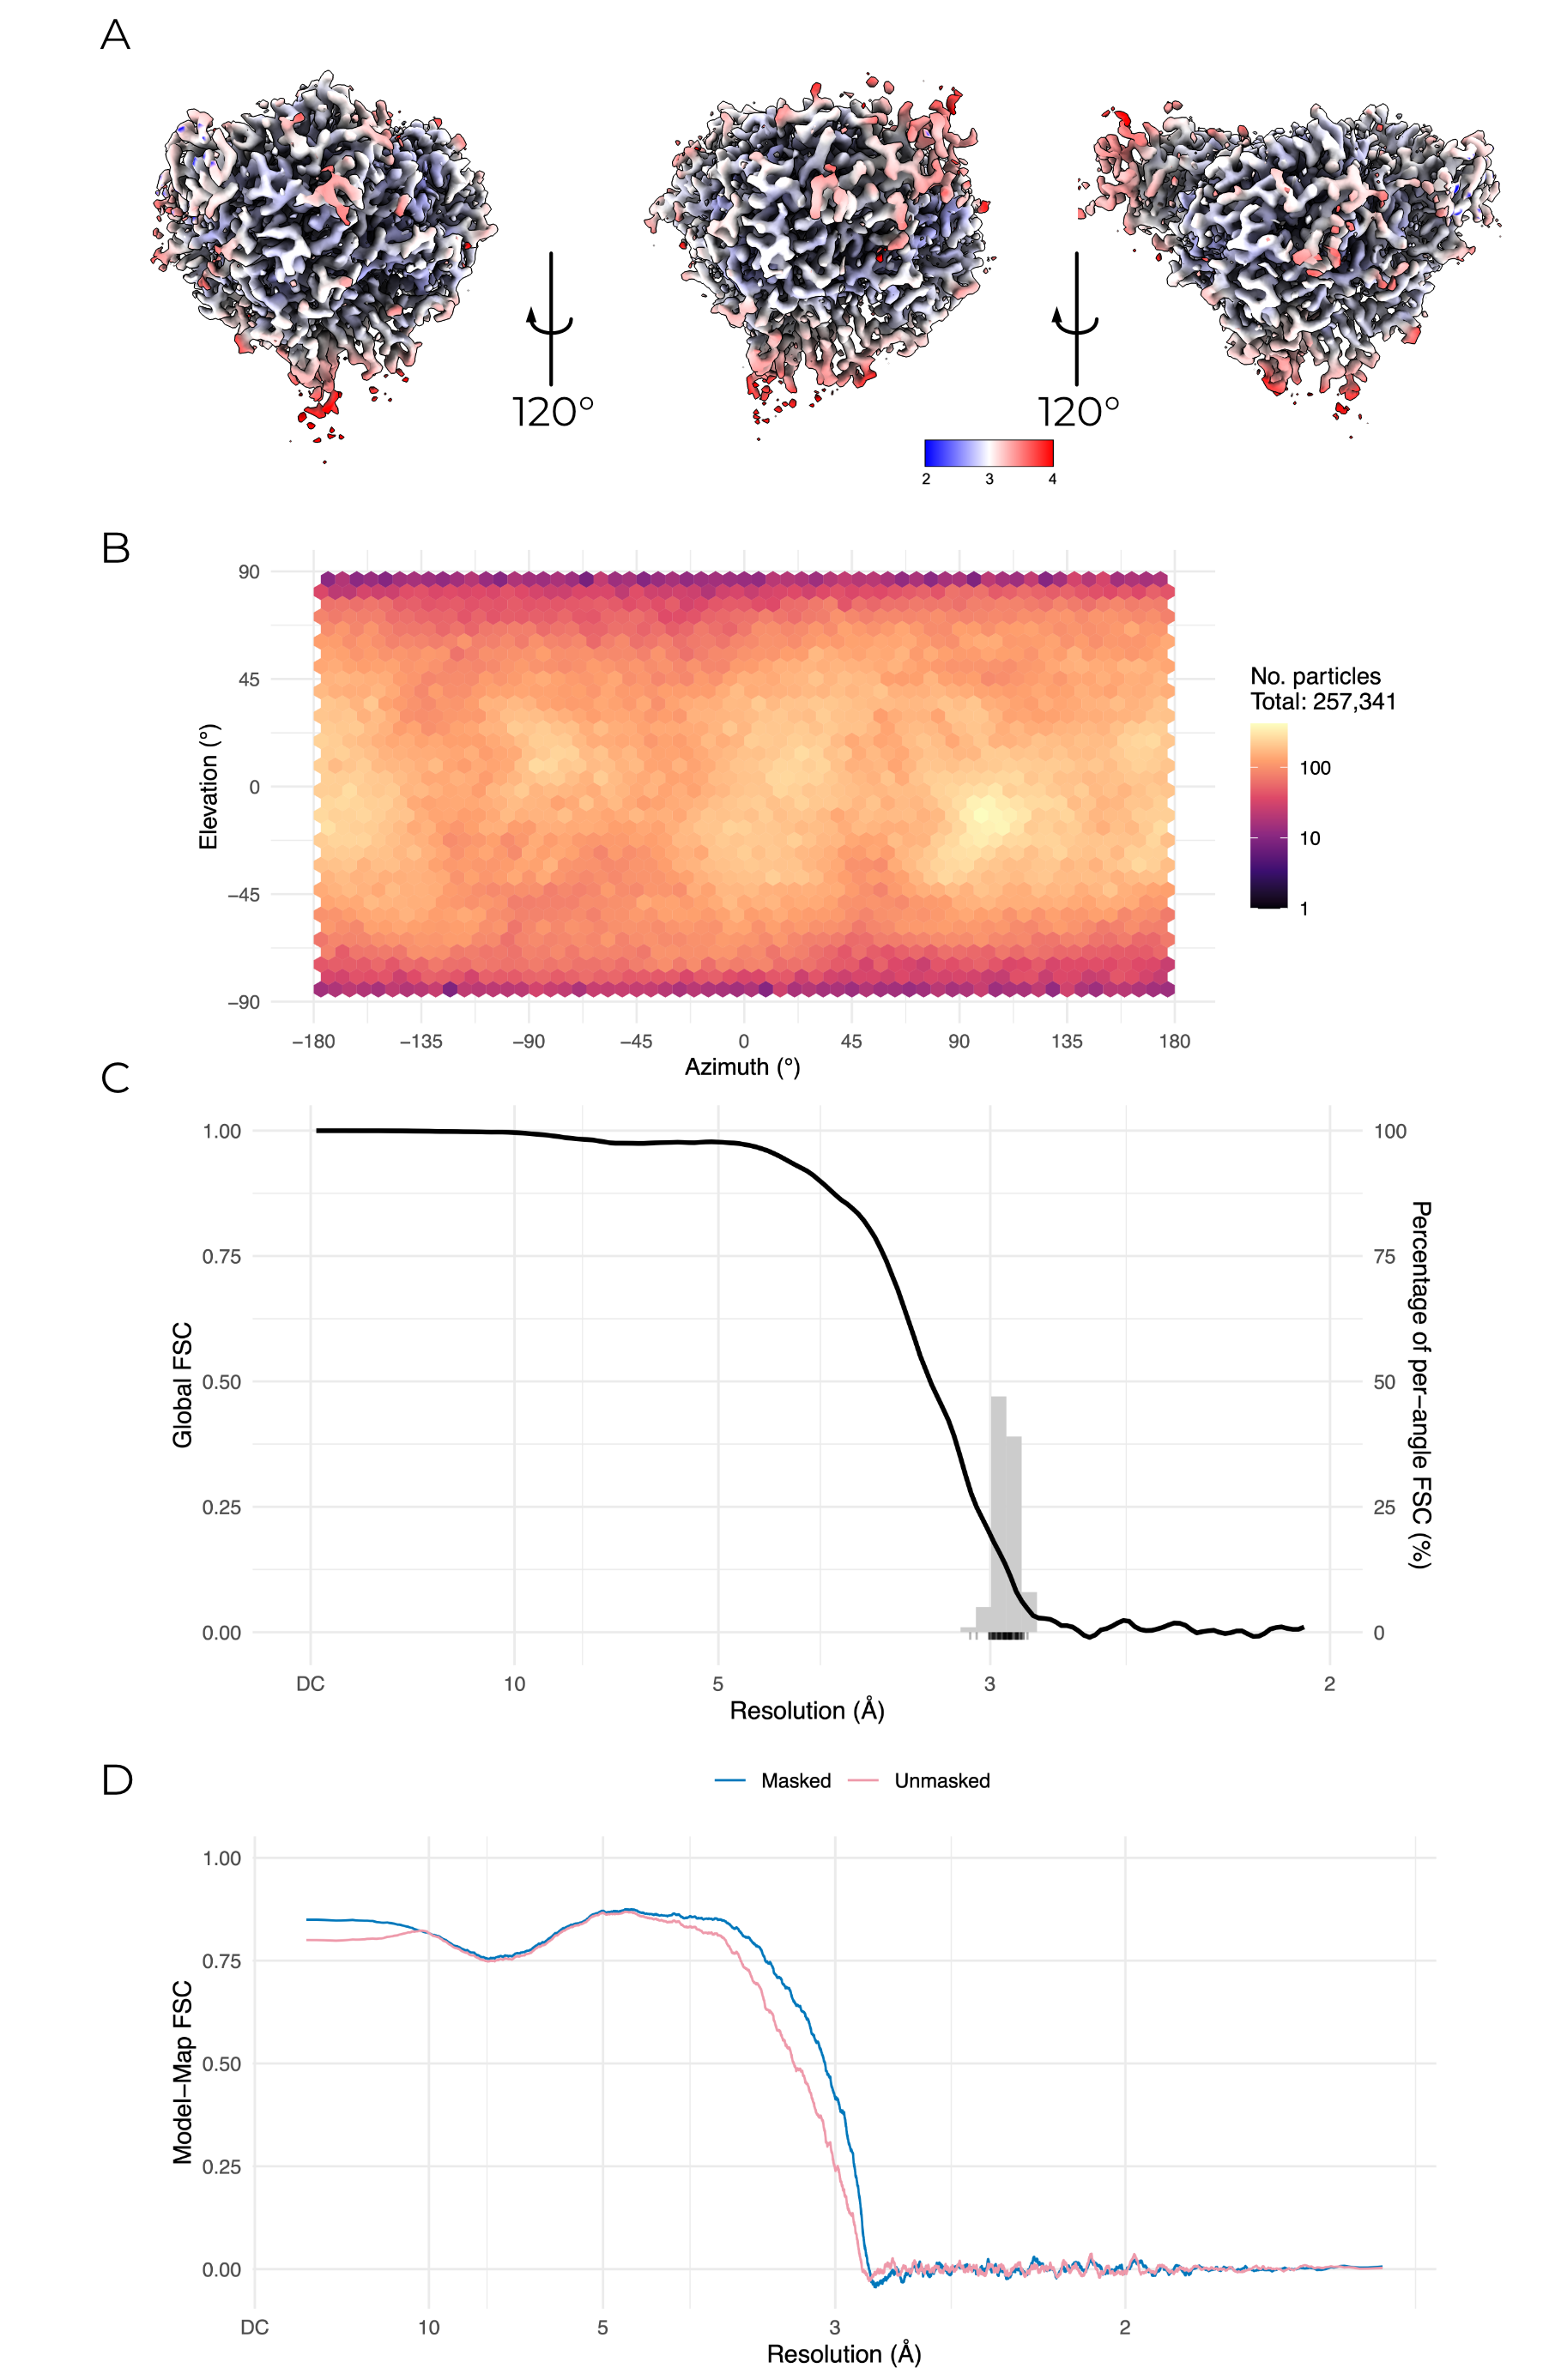 A
120°
120°
2 3 4
B
90
45
0
−45
−90
Elevation (°)
−180 −135 −90 −45 0 45 90 135 180
Azimuth (°)
No. particles
Total: 257,341
100
10
1
C
1.00
0.75
0.50
0.25
0.00
Global FSC
100
75
50
25
0
Percentage of per−angle FSC (%)
DC 10 5 3 2
Resolution (Å)
D
Masked Unmasked
1.00
0.75
0.50
0.25
0.00
Model−Map FSC
DC 10 5 3 2
Resolution (Å)